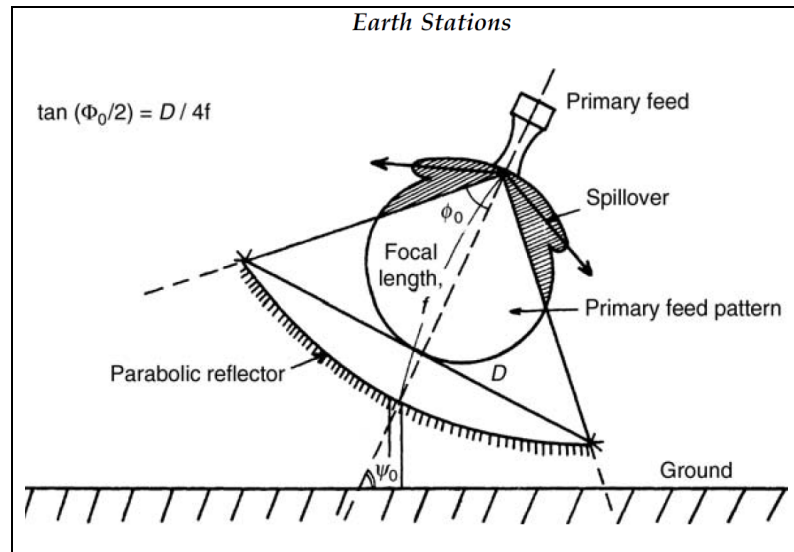 Earth Stations
tan (Φ₀/2) = D / 4f
Primary feed
Spillover
ϕ₀
Focal
length,
f
Primary feed pattern
Parabolic reflector
D
ψ₀
Ground